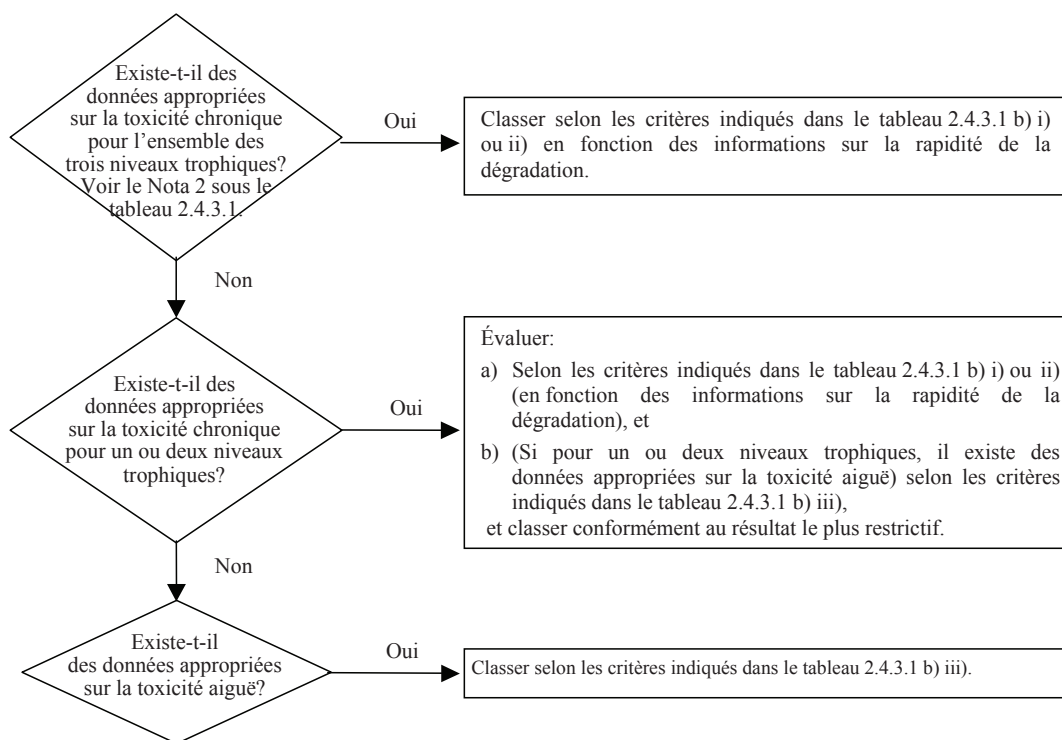 Existe-t-il des
données appropriées
sur la toxicité chronique
pour l’ensemble des
trois niveaux trophiques?
Voir le Nota 2 sous le
tableau 2.4.3.1.
Oui
Classer selon les critères indiqués dans le tableau 2.4.3.1 b) i)
ou ii) en fonction des informations sur la rapidité de la
dégradation.
Non
Existe-t-il des
données appropriées
sur la toxicité chronique
pour un ou deux niveaux
trophiques?
Oui
Évaluer:
a) Selon les critères indiqués dans le tableau 2.4.3.1 b) i) ou ii)
(en fonction des informations sur la rapidité de la
dégradation), et
b) (Si pour un ou deux niveaux trophiques, il existe des
données appropriées sur la toxicité aiguë) selon les critères
indiqués dans le tableau 2.4.3.1 b) iii),
et classer conformément au résultat le plus restrictif.
Non
Existe-t-il
des données appropriées
sur la toxicité aiguë?
Oui
Classer selon les critères indiqués dans le tableau 2.4.3.1 b) iii).